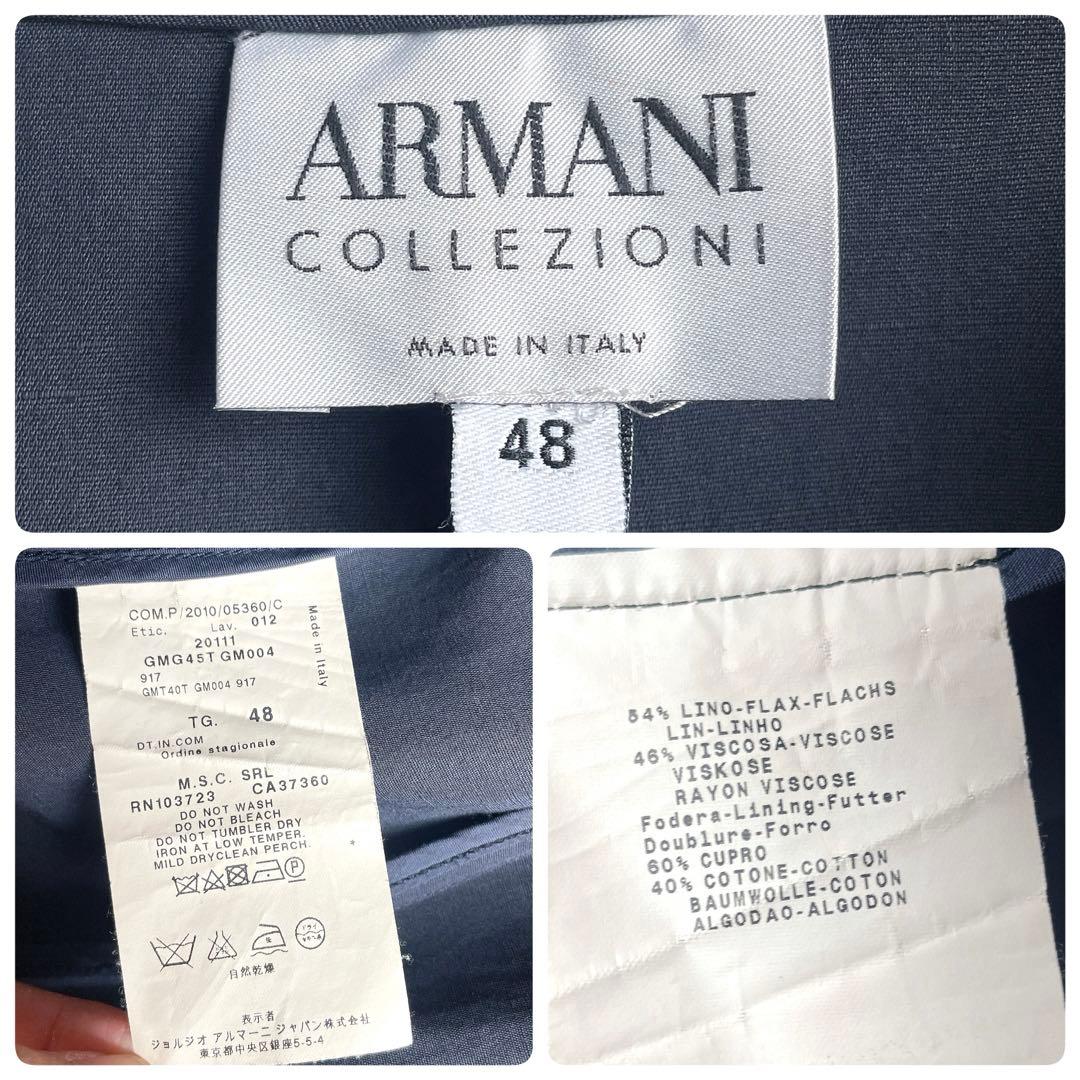 ARMANI
COLLEZIONI
MADE IN ITALY
48
COM.P/2010/05360/C
Etic. Lav. 012
20111
GMG45T GM004
917
GMT40T GM004 917
TG. 48
DT.IN.COM
Ordine stagionale
M.S.C. SRL
RN103723 CA37360
DO NOT WASH
DO NOT BLEACH
DO NOT TUMBLER DRY
IRON AT LOW TEMPER.
MILD DRYCLEAN PERCH.
Made in Italy
P
ドライ
自然乾燥
表示者
ジョルジオ アルマーニ ジャパン株式会社
東京都中央区銀座5-5-4
54% LINO-FLAX-FLACHS
LIN-LINHO
46% VISCOSA-VISCOSE
VISKOSE
RAYON VISCOSE
Fodera-Lining-Futter
Doublure-Forro
60% CUPRO
40% COTONE-COTTON
BAUMWOLLE-COTON
ALGODAO-ALGODON